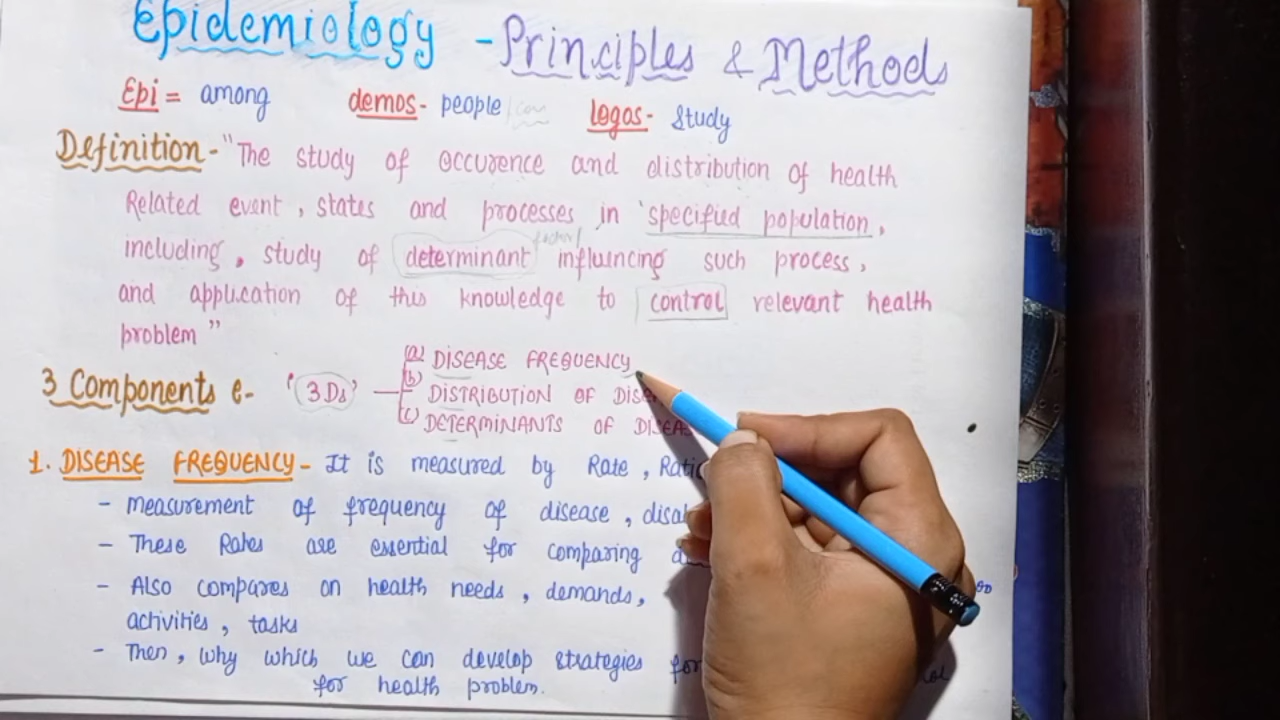 Epidemiology - Principles & Methods
Epi = among demos - people logos - Study
Definition - "The study of occurence and distribution of health
Related event, states and processes in 'specified population,
including, study of determinant influencing such process,
and application of this knowledge to control relevant health
problem"
3 Components :- '3Ds'
(a) DISEASE FREQUENCY
(b) DISTRIBUTION OF
(c) DETERMINANTS OF
1. DISEASE FREQUENCY - It is measured by Rate,
- Measurement of frequency of disease,
- These Rates are essential for comparing
- Also compares on health needs, demands,
activities, tasks
- Then, why which we can develop strategies for
for health problem.